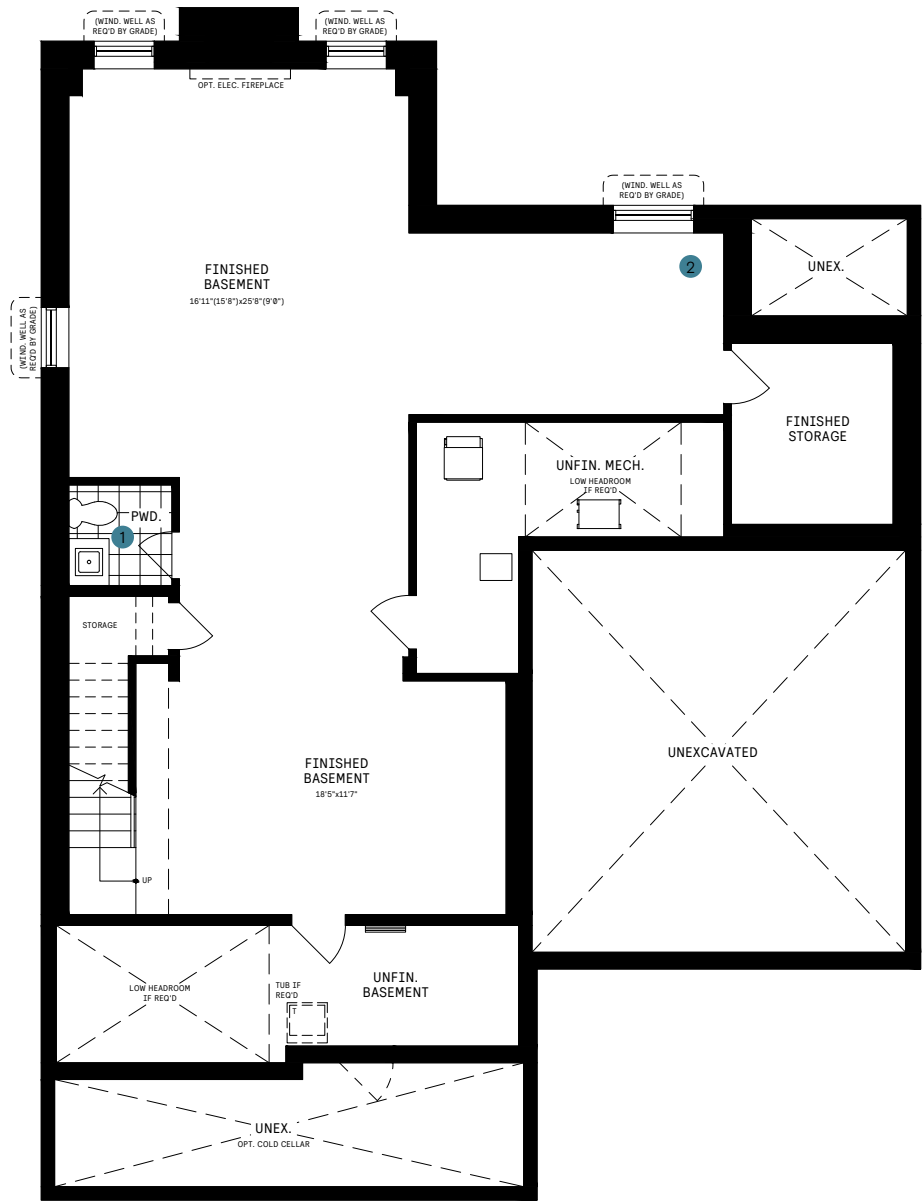 (WIND. WELL AS
REQ'D BY GRADE)
(WIND. WELL AS
REQ'D BY GRADE)
OPT. ELEC. FIREPLACE
(WIND. WELL AS
REQ'D BY GRADE)
2
UNEX.
FINISHED
BASEMENT
16'11"(15'8")x25'8"(9'0")
(WIND. WELL AS
REQ'D BY GRADE)
FINISHED
STORAGE
UNFIN. MECH.
LOW HEADROOM
IF REQ'D
PWD.
1
STORAGE
UNEXCAVATED
FINISHED
BASEMENT
18'5"x11'7"
UP
LOW HEADROOM
IF REQ'D
TUB IF
REQ'D
T
UNFIN.
BASEMENT
UNEX.
OPT. COLD CELLAR